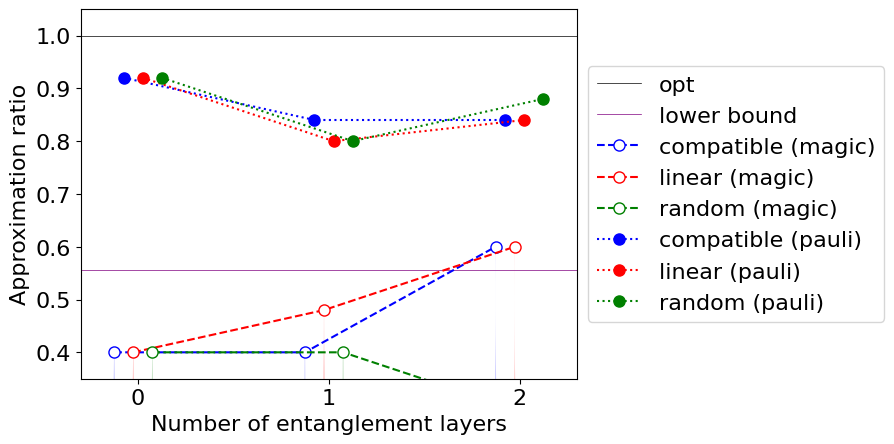 1.0
0.9
0.8
0.7
0.6
0.5
0.4
Approximation ratio
0 1 2
Number of entanglement layers
opt
lower bound
compatible (magic)
linear (magic)
random (magic)
compatible (pauli)
linear (pauli)
random (pauli)